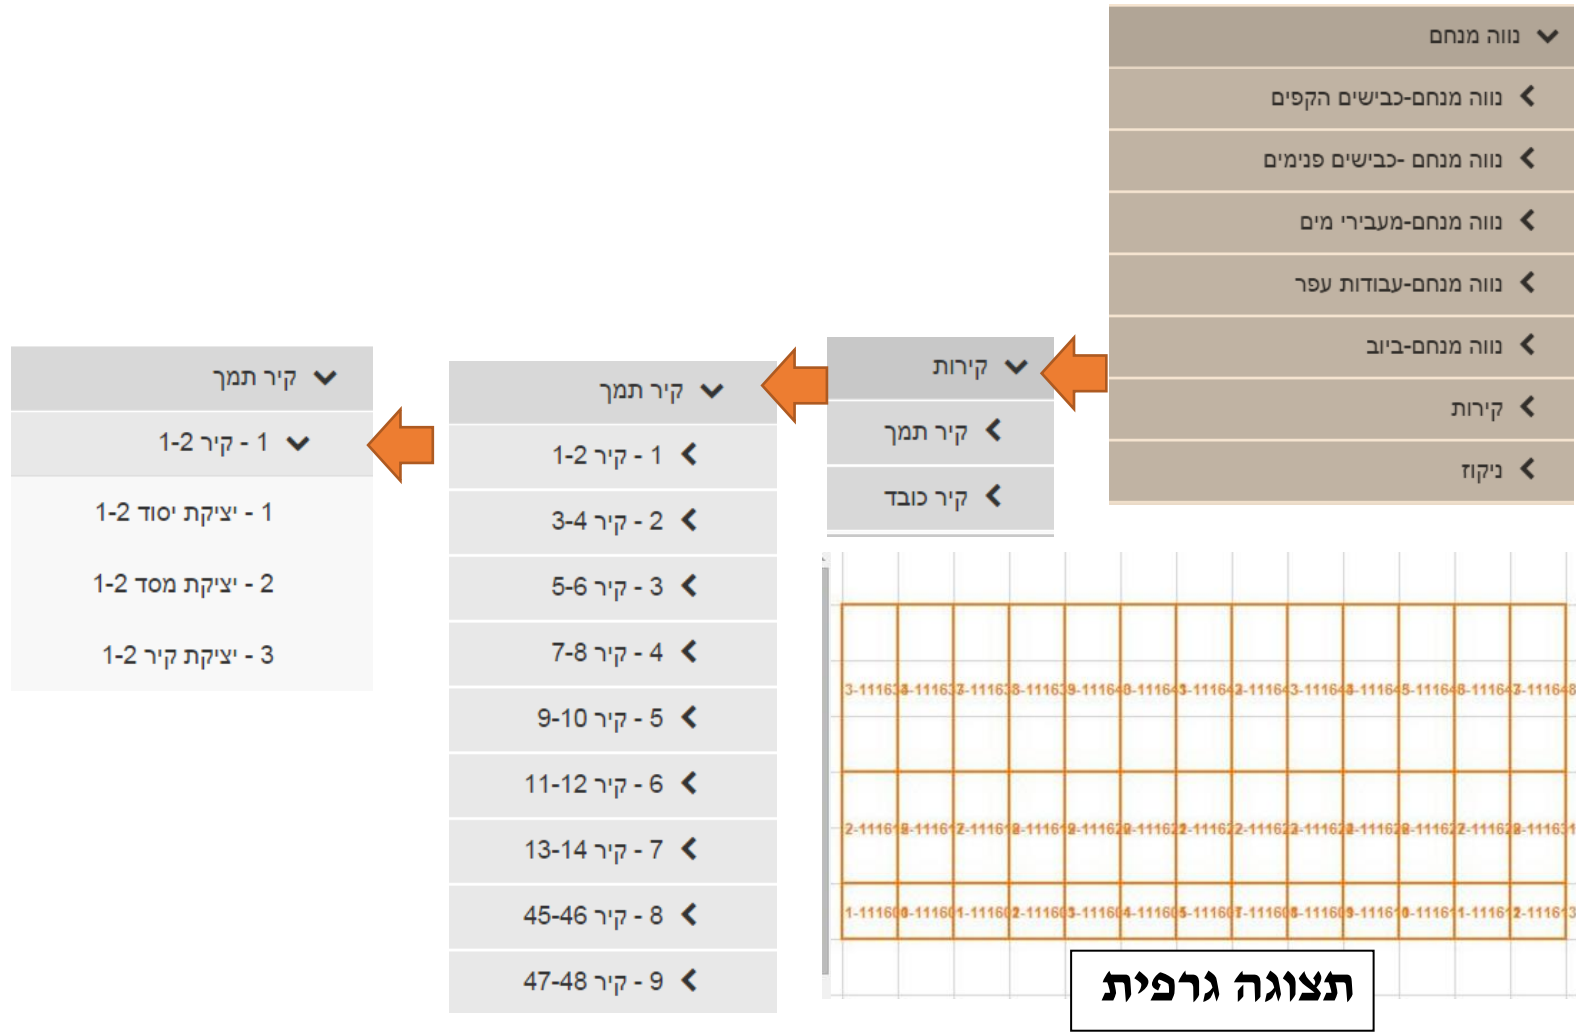 נווה מנחם
נווה מנחם-כבישים הקפים
נווה מנחם -כבישים פנימים
נווה מנחם-מעבירי מים
נווה מנחם-עבודות עפר
נווה מנחם-ביוב
קירות
ניקוז
קירות
קיר תמך
קיר כובד
קיר תמך
1 - קיר 1-2
2 - קיר 3-4
3 - קיר 5-6
4 - קיר 7-8
5 - קיר 9-10
6 - קיר 11-12
7 - קיר 13-14
8 - קיר 45-46
9 - קיר 47-48
קיר תמך
1 - קיר 1-2
1 - יציקת יסוד 1-2
2 - יציקת מסד 1-2
3 - יציקת קיר 1-2
תצוגה גרפית